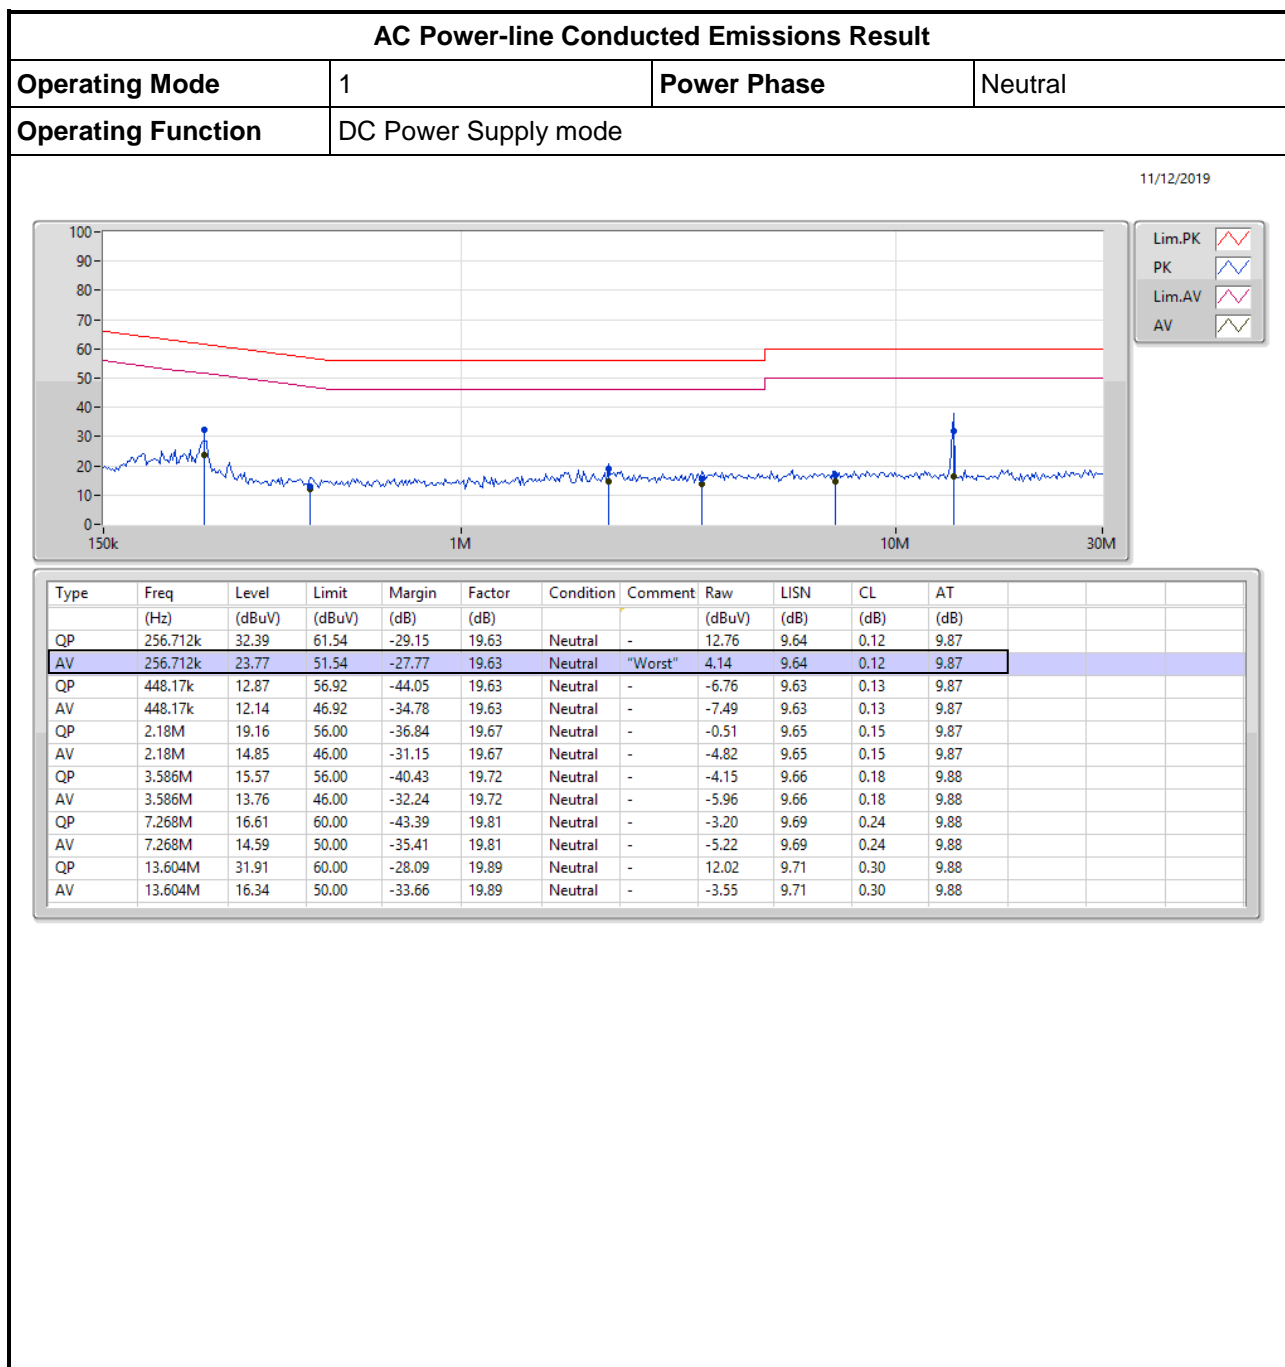 AC Power-line Conducted Emissions Result
Operating Mode 1 Power Phase Neutral
Operating Function DC Power Supply mode
11/12/2019
100
90
80
70
60
50
40
30
20
10
0
150k 1M 10M 30M
Lim.PK
PK
Lim.AV
AV
Type Freq Level Limit Margin Factor Condition Comment Raw LISN CL AT
(Hz) (dBuV) (dBuV) (dB) (dB) (dBuV) (dB) (dB) (dB)
QP 256.712k 32.39 61.54 -29.15 19.63 Neutral - 12.76 9.64 0.12 9.87
AV 256.712k 23.77 51.54 -27.77 19.63 Neutral "Worst" 4.14 9.64 0.12 9.87
QP 448.17k 12.87 56.92 -44.05 19.63 Neutral - -6.76 9.63 0.13 9.87
AV 448.17k 12.14 46.92 -34.78 19.63 Neutral - -7.49 9.63 0.13 9.87
QP 2.18M 19.16 56.00 -36.84 19.67 Neutral - -0.51 9.65 0.15 9.87
AV 2.18M 14.85 46.00 -31.15 19.67 Neutral - -4.82 9.65 0.15 9.87
QP 3.586M 15.57 56.00 -40.43 19.72 Neutral - -4.15 9.66 0.18 9.88
AV 3.586M 13.76 46.00 -32.24 19.72 Neutral - -5.96 9.66 0.18 9.88
QP 7.268M 16.61 60.00 -43.39 19.81 Neutral - -3.20 9.69 0.24 9.88
AV 7.268M 14.59 50.00 -35.41 19.81 Neutral - -5.22 9.69 0.24 9.88
QP 13.604M 31.91 60.00 -28.09 19.89 Neutral - 12.02 9.71 0.30 9.88
AV 13.604M 16.34 50.00 -33.66 19.89 Neutral - -3.55 9.71 0.30 9.88